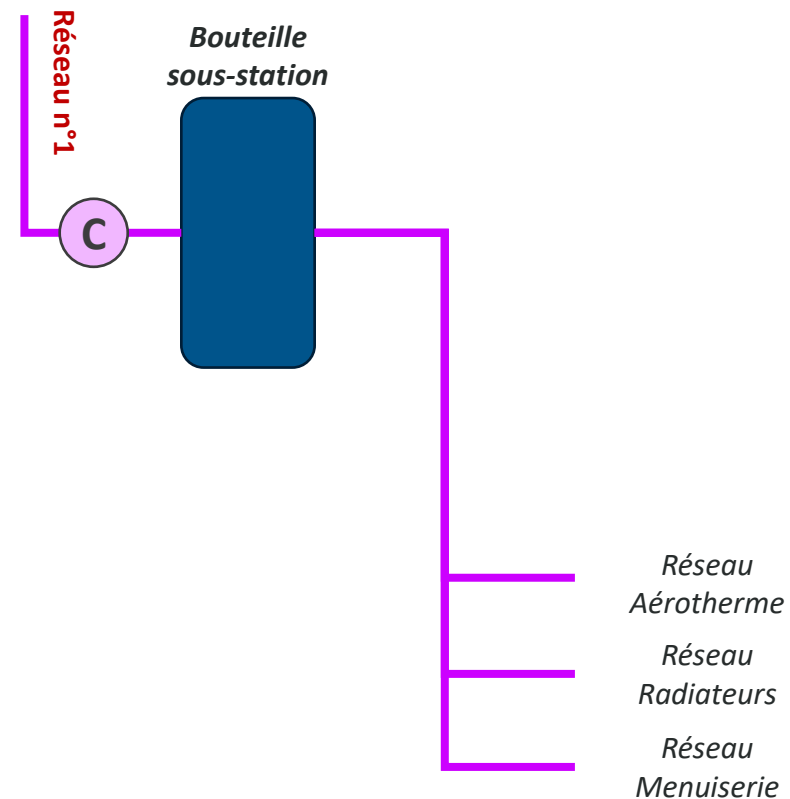 Réseau n°1
Bouteille
sous-station
C
Réseau
Aérotherme
Réseau
Radiateurs
Réseau
Menuiserie